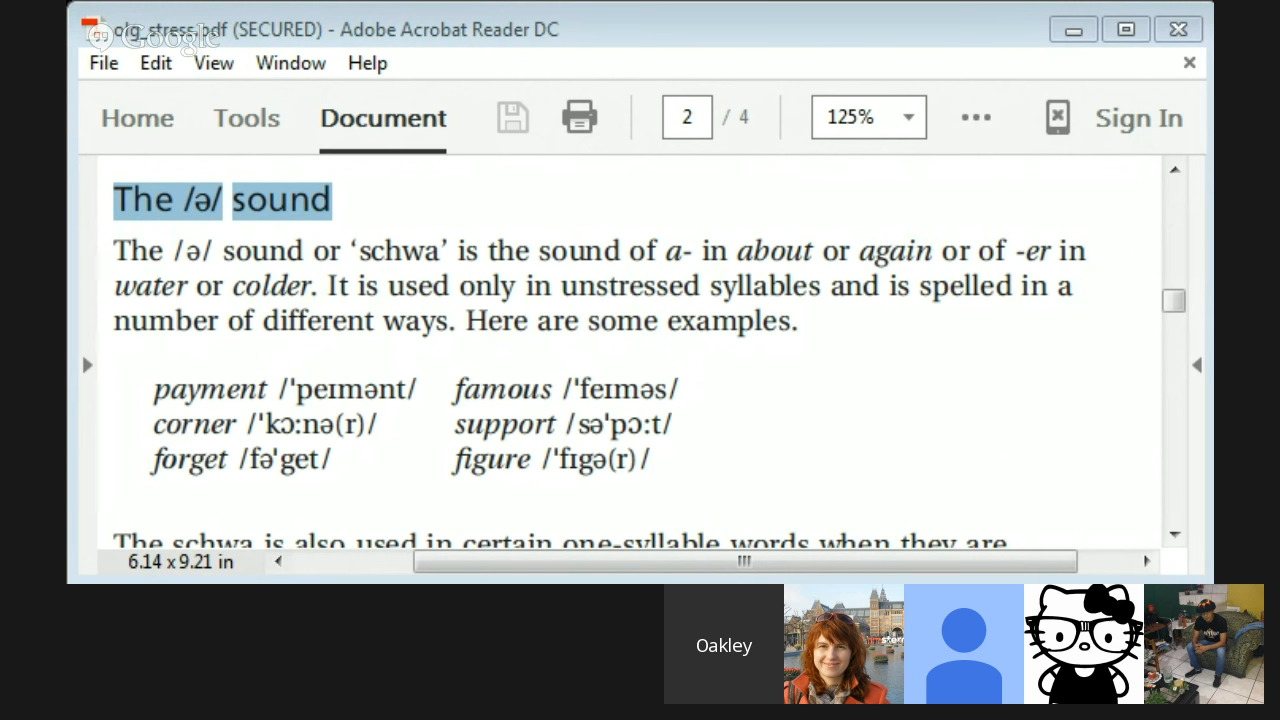 olg_stress.pdf (SECURED) - Adobe Acrobat Reader DC
Google
File Edit View Window Help
Home Tools Document 2 / 4 125% Sign In
The /ə/ sound
The /ə/ sound or ‘schwa’ is the sound of a- in about or again or of -er in
water or colder. It is used only in unstressed syllables and is spelled in a
number of different ways. Here are some examples.
payment /ˈpeɪmənt/ famous /ˈfeɪməs/
corner /ˈkɔːnə(r)/ support /səˈpɔːt/
forget /fəˈget/ figure /ˈfɪgə(r)/
The schwa is also used in certain one-syllable words when they are
6.14 x 9.21 in
Oakley